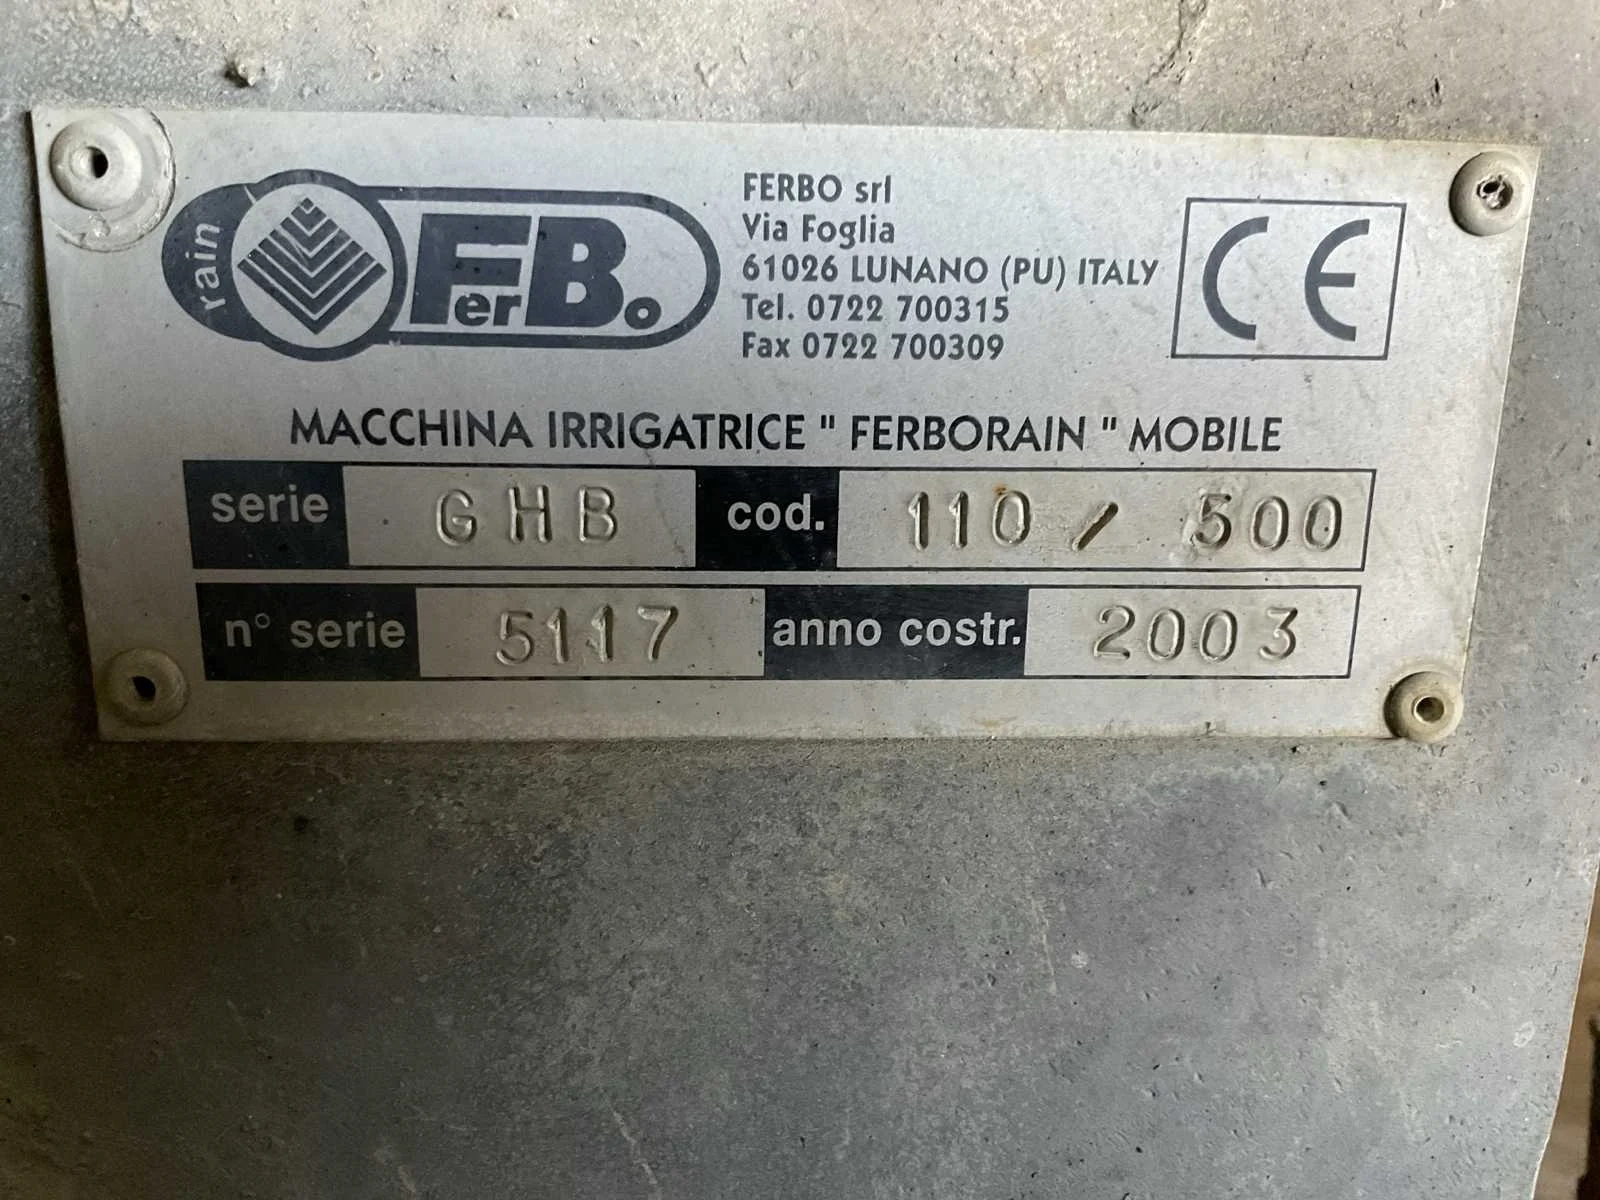 rain
FerBo
FERBO srl
Via Foglia
61026 LUNANO (PU) ITALY
Tel. 0722 700315
Fax 0722 700309
CE
MACCHINA IRRIGATRICE " FERBORAIN " MOBILE
serie GHB cod. 110 / 500
n° serie 5117 anno costr. 2003